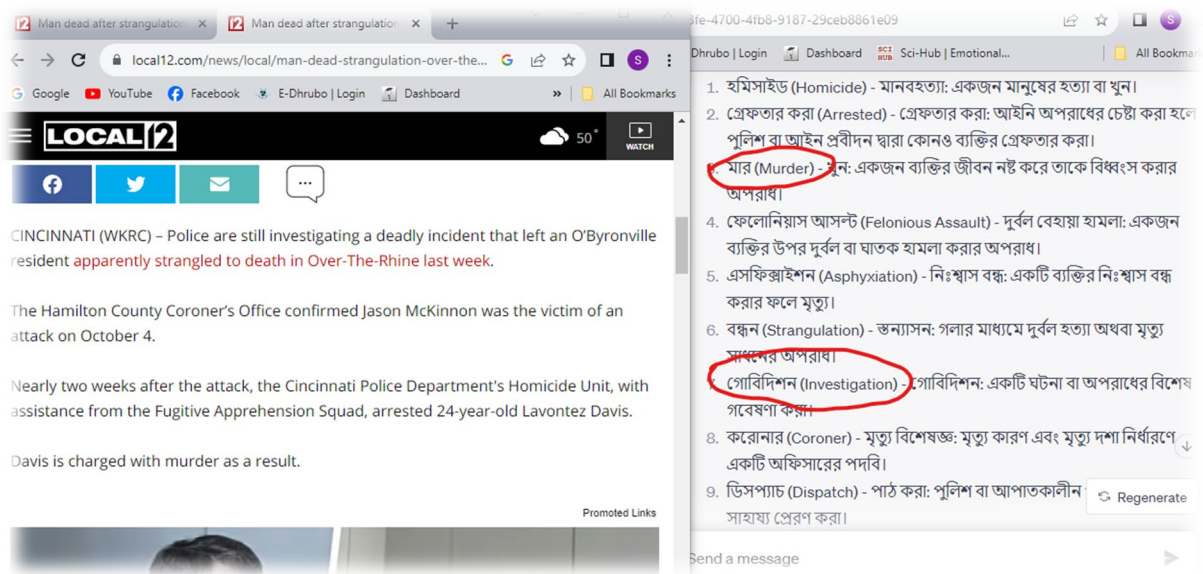 Man dead after strangulation
Man dead after strangulation
local12.com/news/local/man-dead-strangulation-over-the...
Google YouTube Facebook E-Dhrubo | Login Dashboard » All Bookmarks
LOCAL 12 50° WATCH
CINCINNATI (WKRC) – Police are still investigating a deadly incident that left an O'Byronville
resident apparently strangled to death in Over-The-Rhine last week.
The Hamilton County Coroner's Office confirmed Jason McKinnon was the victim of an
attack on October 4.
Nearly two weeks after the attack, the Cincinnati Police Department's Homicide Unit, with
assistance from the Fugitive Apprehension Squad, arrested 24-year-old Lavontez Davis.
Davis is charged with murder as a result.
Promoted Links
3fe-4700-4fb8-9187-29ceb8861e09
S
Dhrubo | Login Dashboard SCI HUB Sci-Hub | Emotional... All Bookmar
1. হমিসাইড (Homicide) - মানবহত্যা: একজন মানুষের হত্যা বা খুন।
2. গ্রেফতার করা (Arrested) - গ্রেফতার করা: আইনি অপরাধের চেষ্টা করা হলে
পুলিশ বা আইন প্রবীদন দ্বারা কোনও ব্যক্তির গ্রেফতার করা।
মার (Murder) - খুন: একজন ব্যক্তির জীবন নষ্ট করে তাকে বিধ্বংস করার
অপরাধ।
4. ফেলোনিয়াস আসল্ট (Felonious Assault) - দুর্বল বেহায়া হামলা: একজন
ব্যক্তির উপর দুর্বল বা ঘাতক হামলা করার অপরাধ।
5. এসফিক্সাইশন (Asphyxiation) - নিঃশ্বাস বন্ধ: একটি ব্যক্তির নিঃশ্বাস বন্ধ
করার ফলে মৃত্যু।
6. বন্ধন (Strangulation) - স্তন্যাসন: গলার মাধ্যমে দুর্বল হত্যা অথবা মৃত্যু
সাধনের অপরাধ।
গোবিদিশন (Investigation) - গোবিদিশন: একটি ঘটনা বা অপরাধের বিশেষ
গবেষণা করা।
8. করোনার (Coroner) - মৃত্যু বিশেষজ্ঞ: মৃত্যু কারণ এবং মৃত্যু দশা নির্ধারণে
একটি অফিসারের পদবি।
9. ডিসপ্যাচ (Dispatch) - পাঠ করা: পুলিশ বা আপাতকালীন
সাহায্য প্রেরণ করা।
Regenerate
Send a message